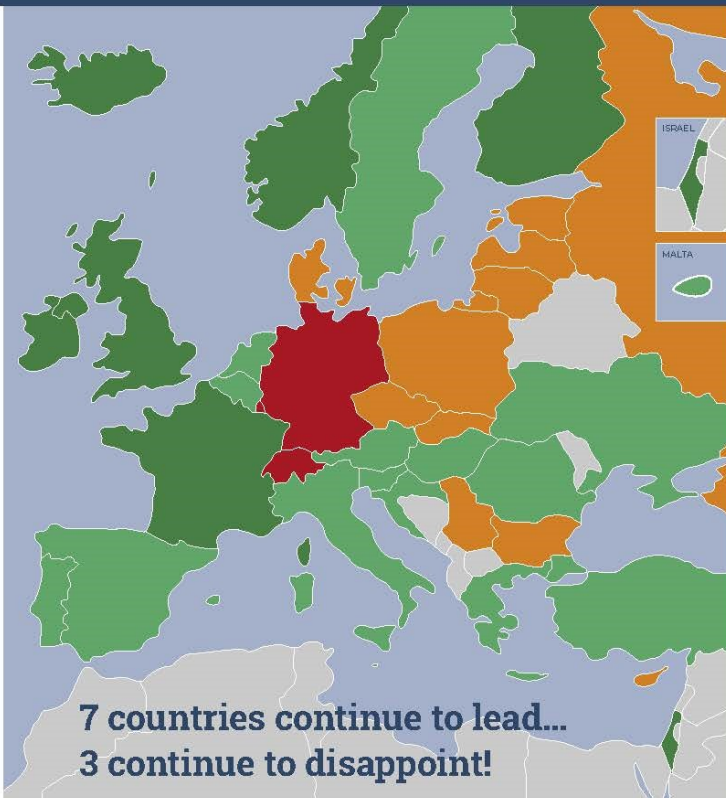 ISRAEL
MALTA
7 countries continue to lead...
3 continue to disappoint!